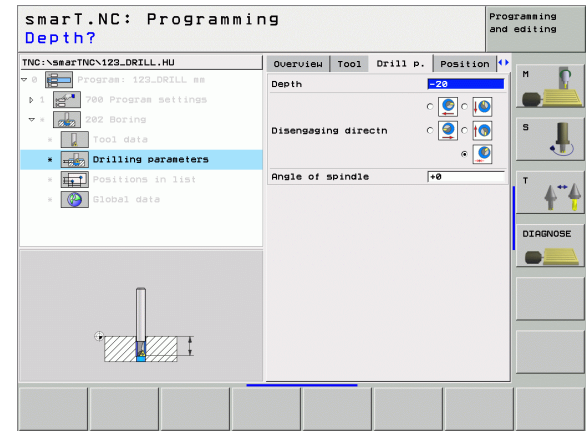 smarT.NC: Programming
Depth?
Programming
and editing
TNC:\smarTNC\123_DRILL.HU
0 Program: 123_DRILL mm
1 700 Program settings
* 202 Boring
* Tool data
* Drilling parameters
* Positions in list
* Global data
Overview Tool Drill p. Position
Depth -20
Disengaging directn
Angle of spindle +0
M
S
T
DIAGNOSE